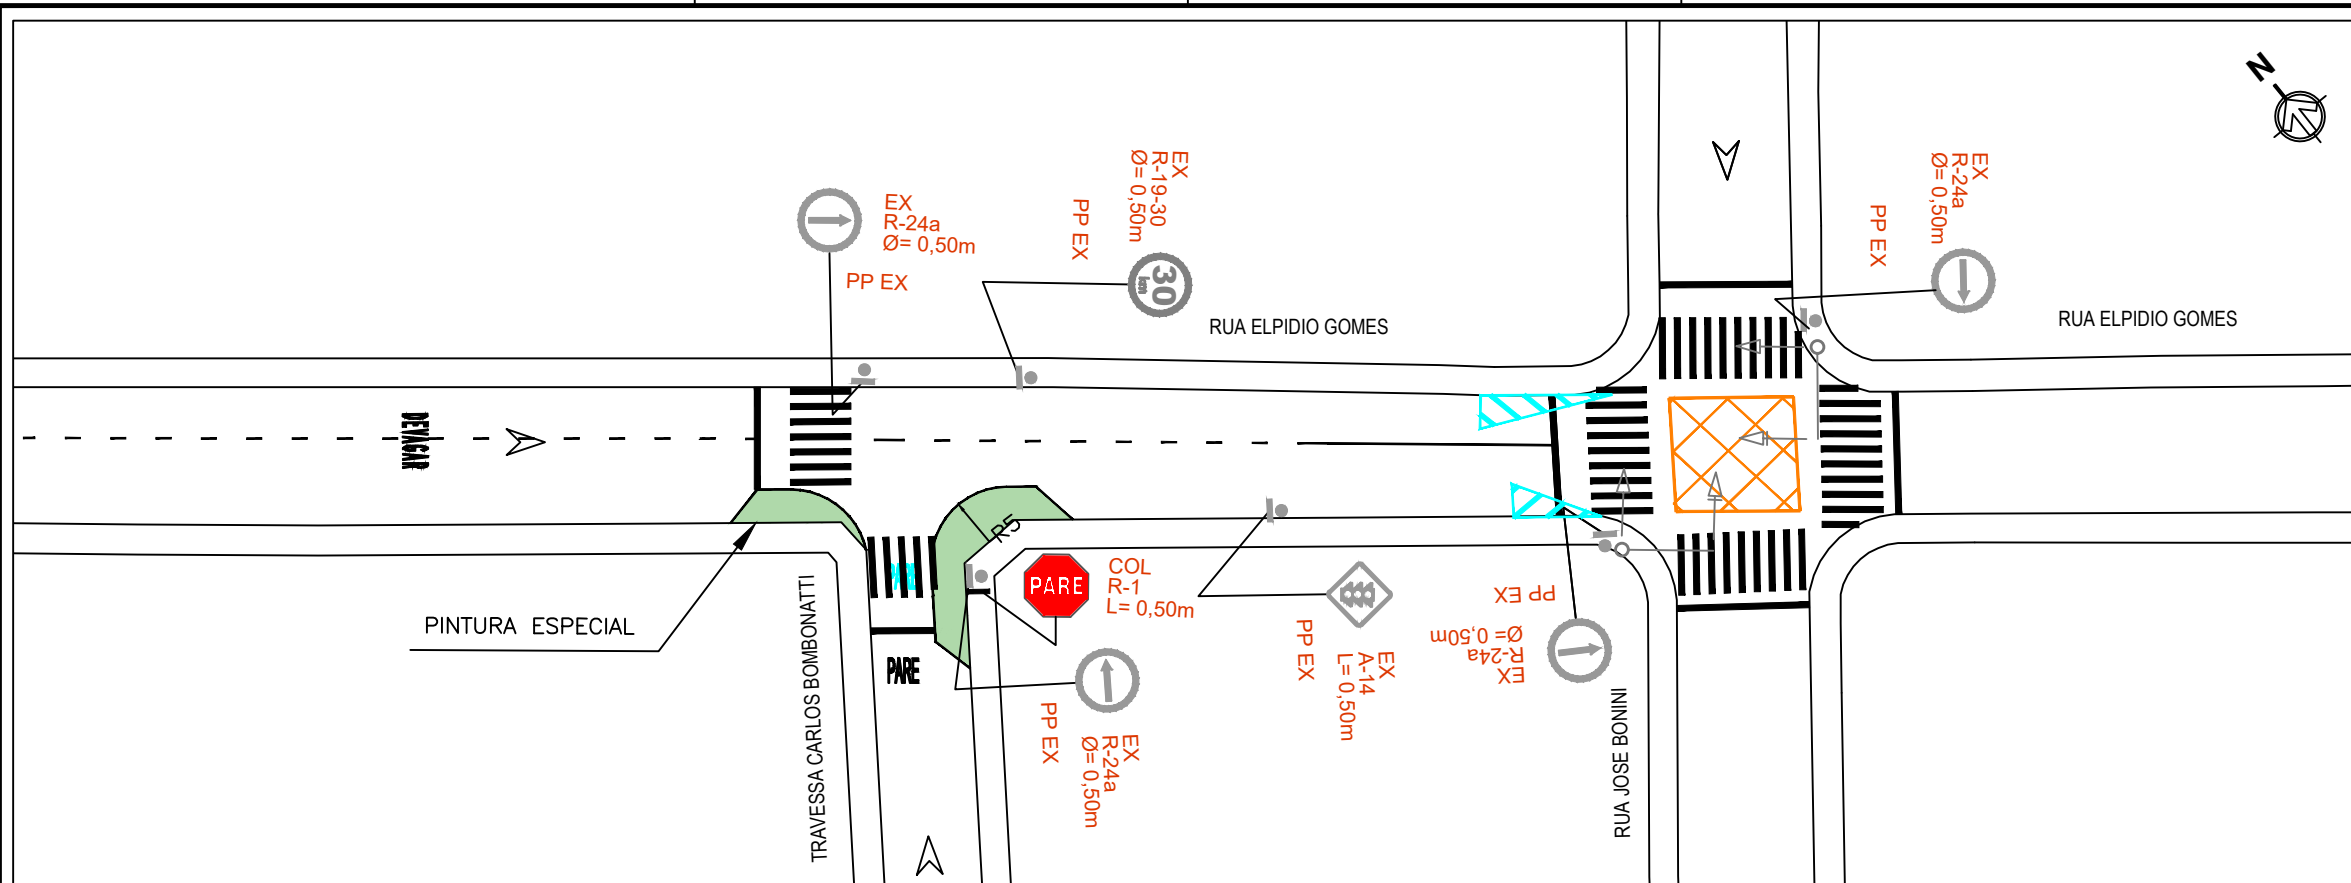 N
EX
R-24a
Ø= 0,50m
PP EX
EX
R-19-30
Ø= 0,50m
PP EX
30
km
RUA ELPIDIO GOMES
EX
R-24a
Ø= 0,50m
PP EX
RUA ELPIDIO GOMES
DEVAGAR
R5
PINTURA ESPECIAL
TRAVESSA CARLOS BOMBONATTI
PARE
PARE
COL
R-1
L= 0,50m
EX
R-24a
Ø= 0,50m
PP EX
EX
A-14
L= 0,50m
PP EX
EX
R-24a
Ø= 0,50m
PP EX
RUA JOSE BONINI